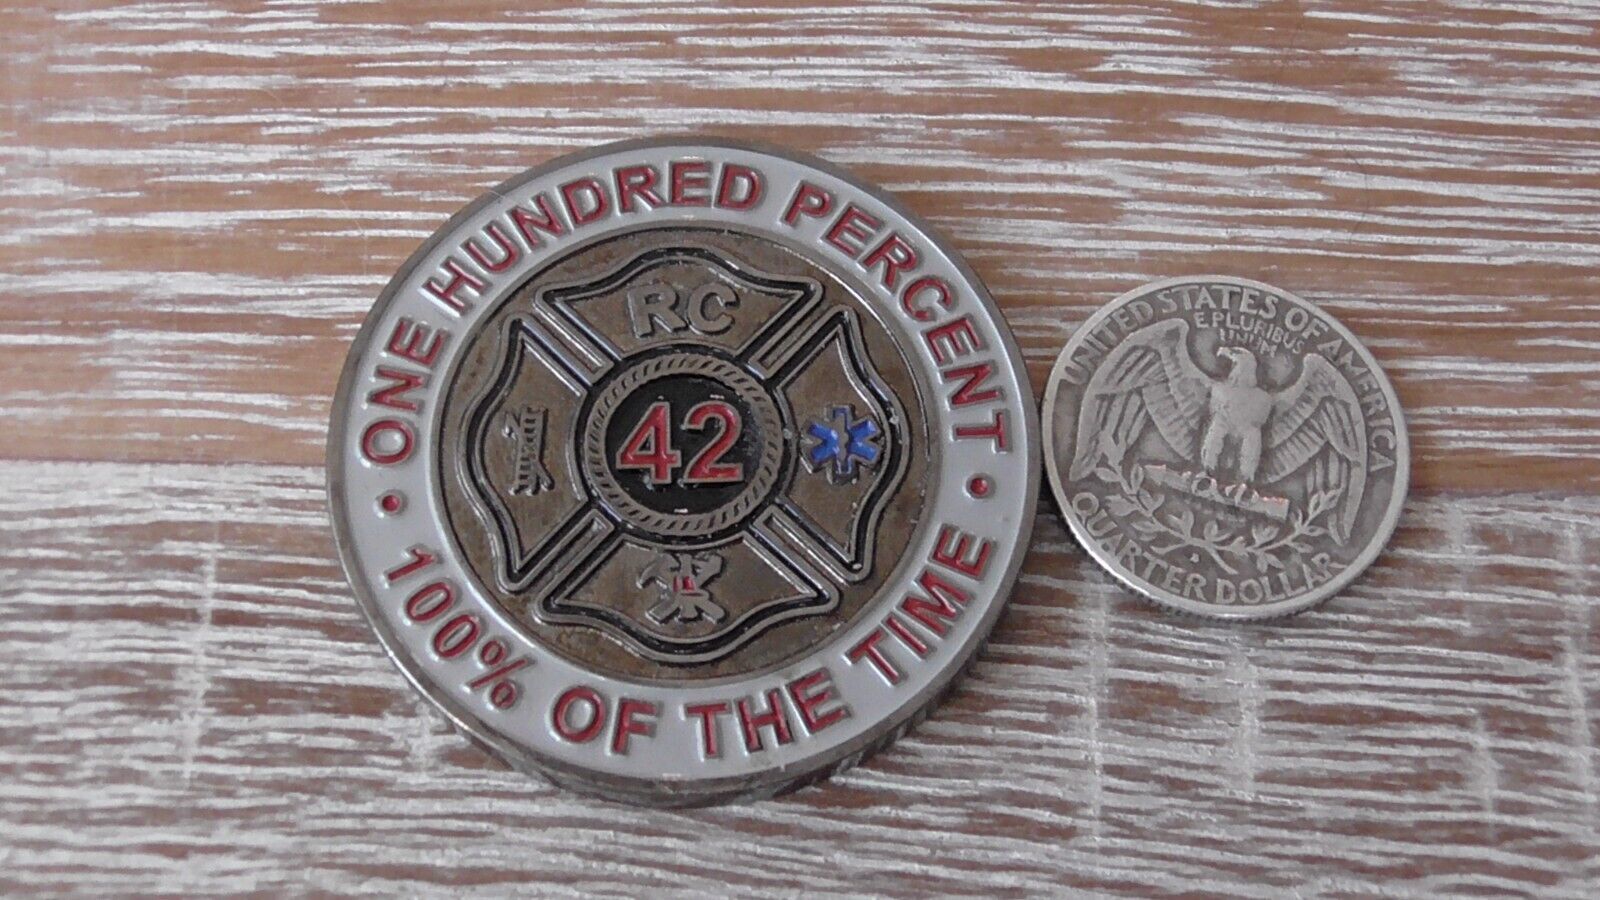 ONE HUNDRED PERCENT
RC
42
100% OF THE TIME
UNITED STATES OF AMERICA
E PLURIBUS
UNUM
QUARTER DOLLAR